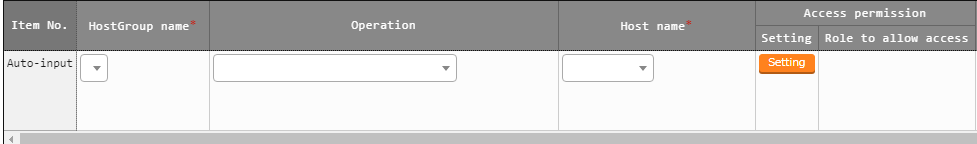 Item No.
HostGroup name*
Operation
Host name*
Access permission
Setting
Role to allow access
Auto-input
Setting